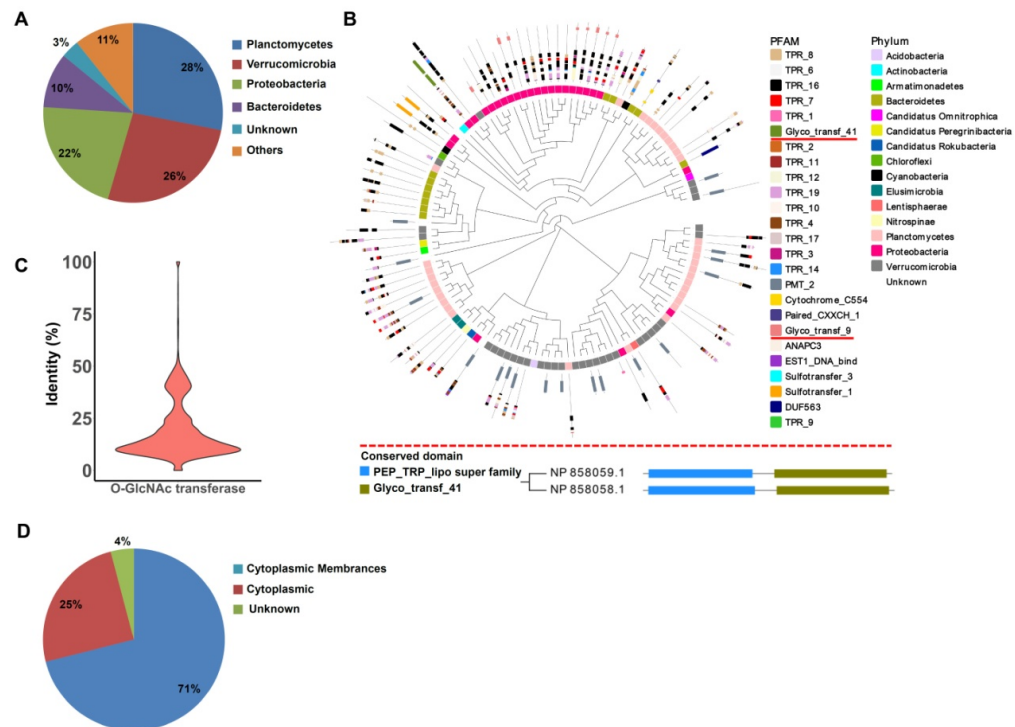 A
3%
11%
28%
10%
22%
26%
Planctomycetes
Verrucomicrobia
Proteobacteria
Bacteroidetes
Unknown
Others
B
PFAM
TPR_8
TPR_6
TPR_16
TPR_7
TPR_1
Glyco_transf_41
TPR_2
TPR_11
TPR_12
TPR_19
TPR_10
TPR_4
TPR_17
TPR_3
TPR_14
PMT_2
Cytochrome_C554
Paired_CXXCH_1
Glyco_transf_9
ANAPC3
EST1_DNA_bind
Sulfotransfer_3
Sulfotransfer_1
DUF563
TPR_9
Phylum
Acidobacteria
Actinobacteria
Armatimonadetes
Bacteroidetes
Candidatus Omnitrophica
Candidatus Peregrinibacteria
Candidatus Rokubacteria
Chloroflexi
Cyanobacteria
Elusimicrobia
Lentisphaerae
Nitrospinae
Planctomycetes
Proteobacteria
Verrucomicrobia
Unknown
Conserved domain
PEP_TRP_lipo super family
Glyco_transf_41
NP 858059.1
NP 858058.1
C
Identity (%)
100
75
50
25
0
O-GlcNAc transferase
D
4%
25%
71%
Cytoplasmic Membrances
Cytoplasmic
Unknown